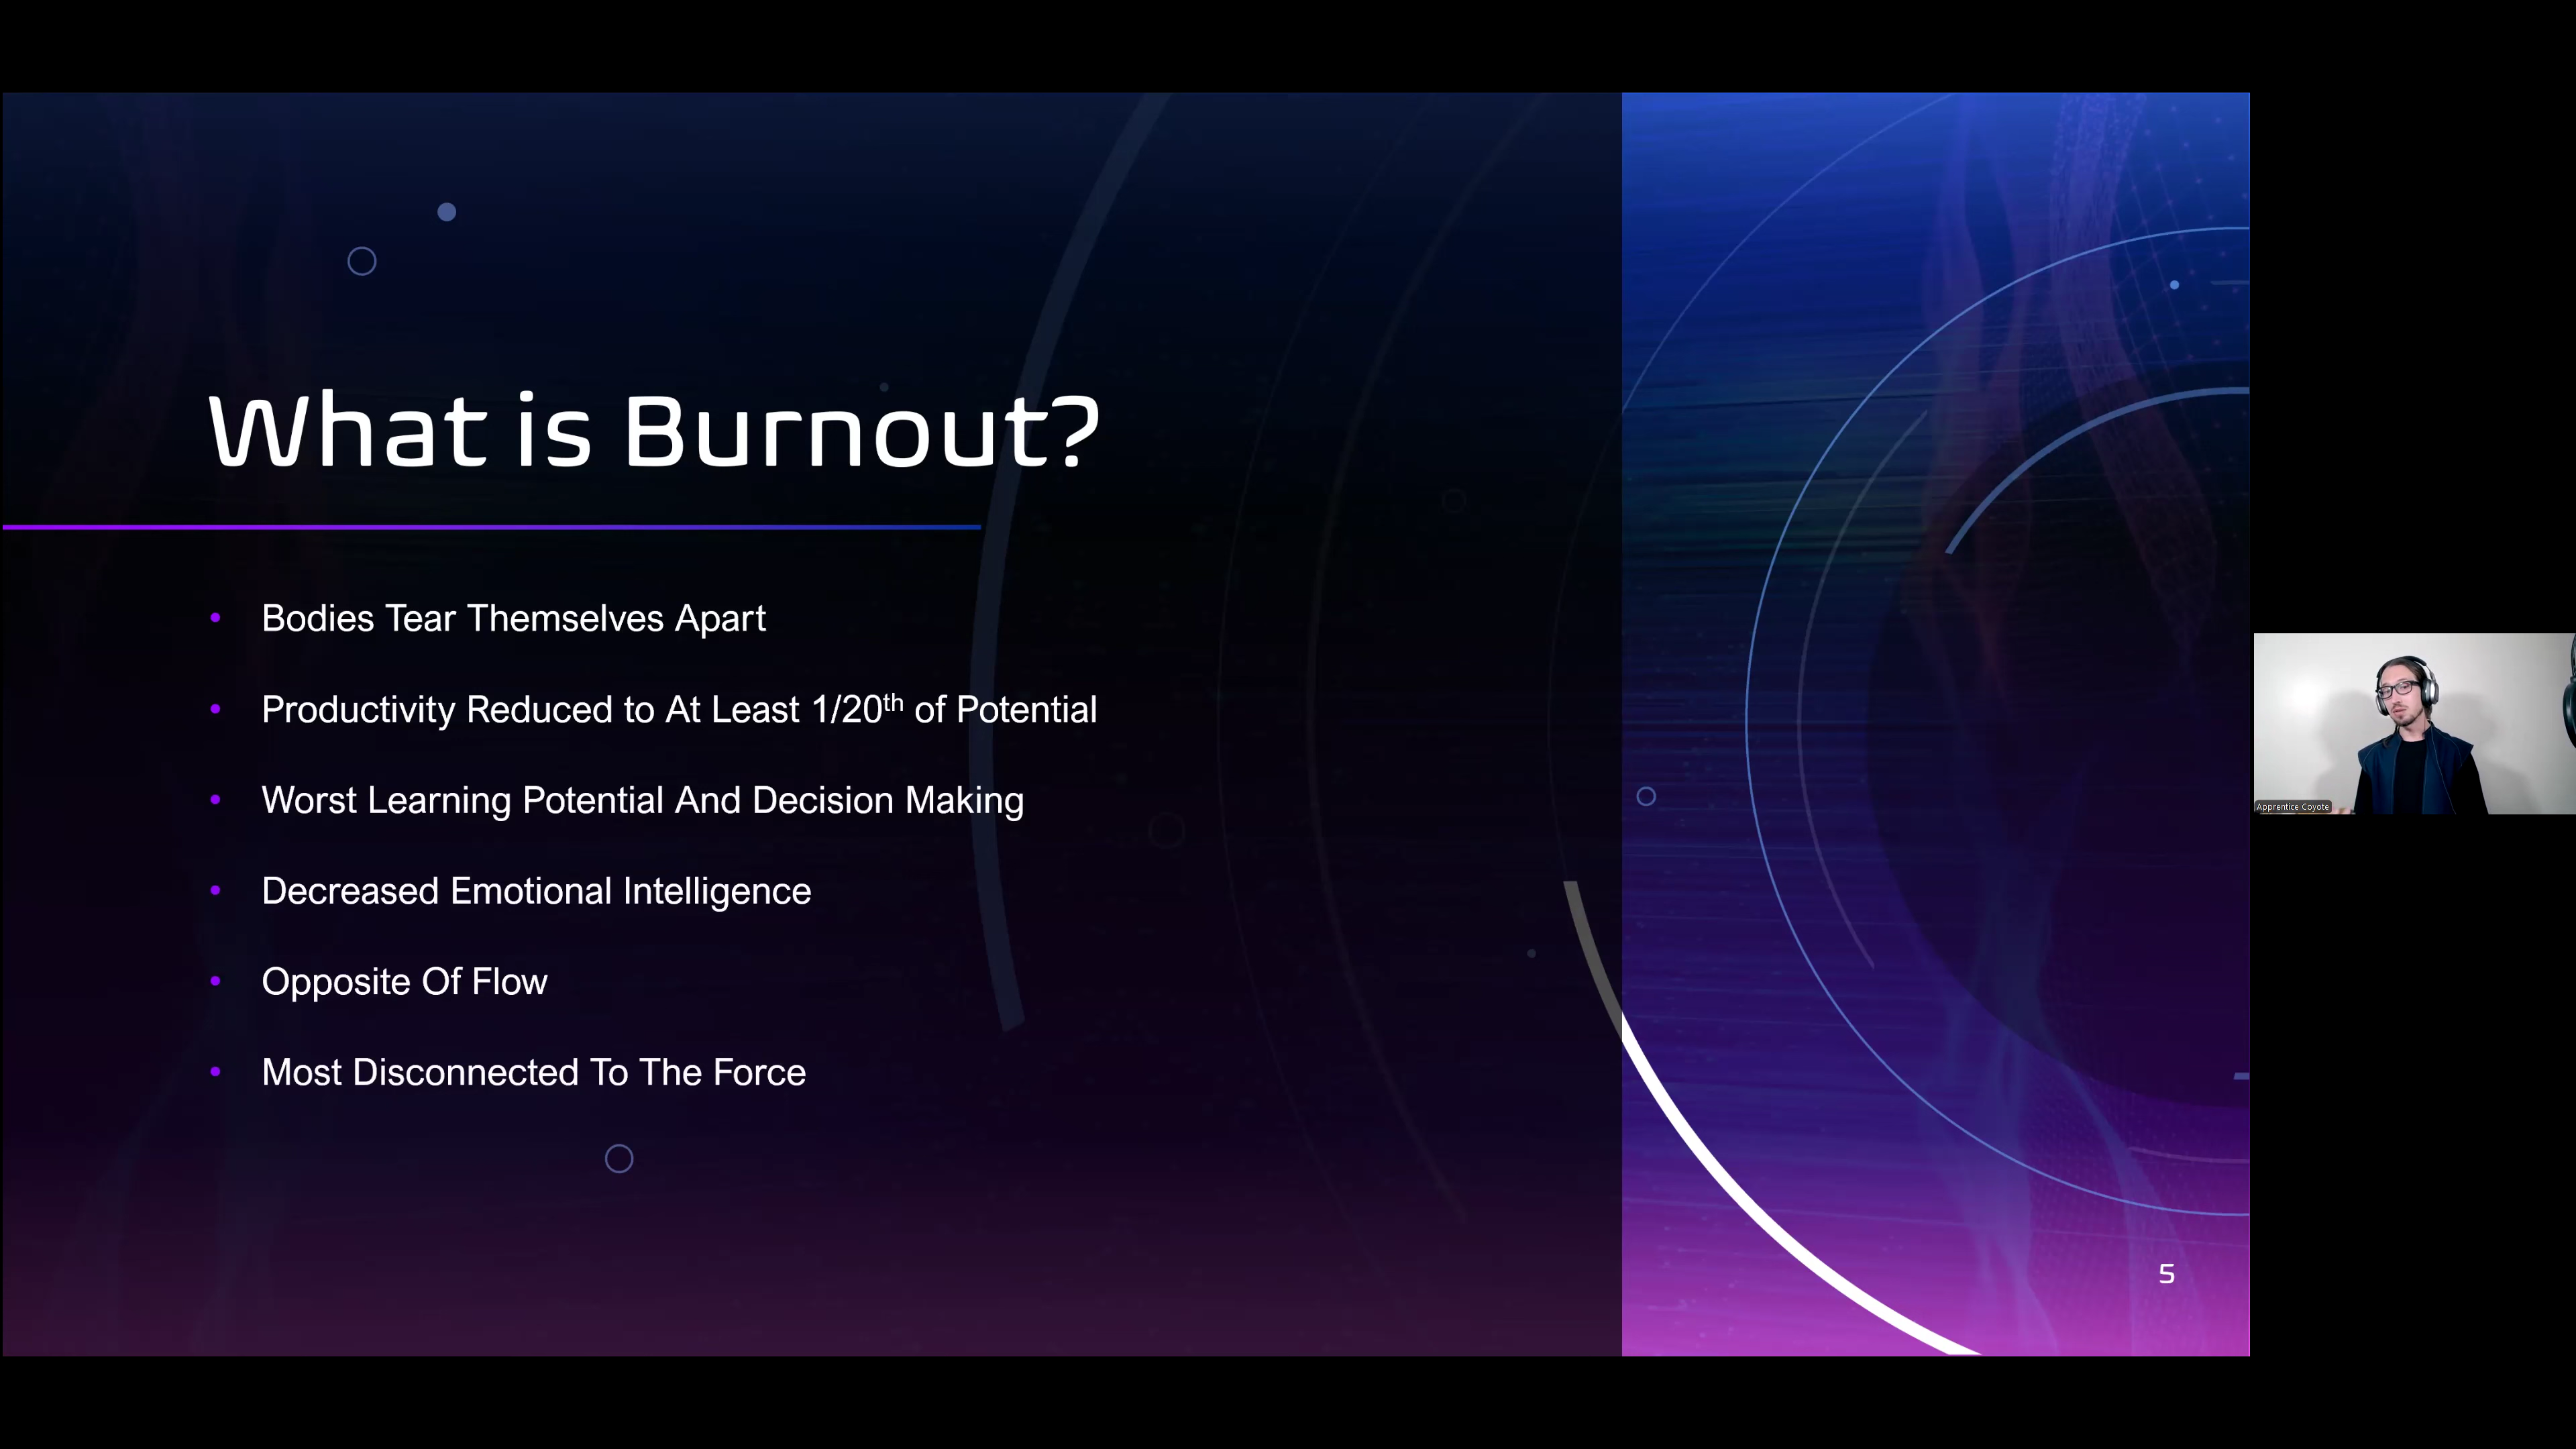 What is Burnout?
• Bodies Tear Themselves Apart
• Productivity Reduced to At Least 1/20th of Potential
• Worst Learning Potential And Decision Making
• Decreased Emotional Intelligence
• Opposite Of Flow
• Most Disconnected To The Force
Apprentice Coyote
5